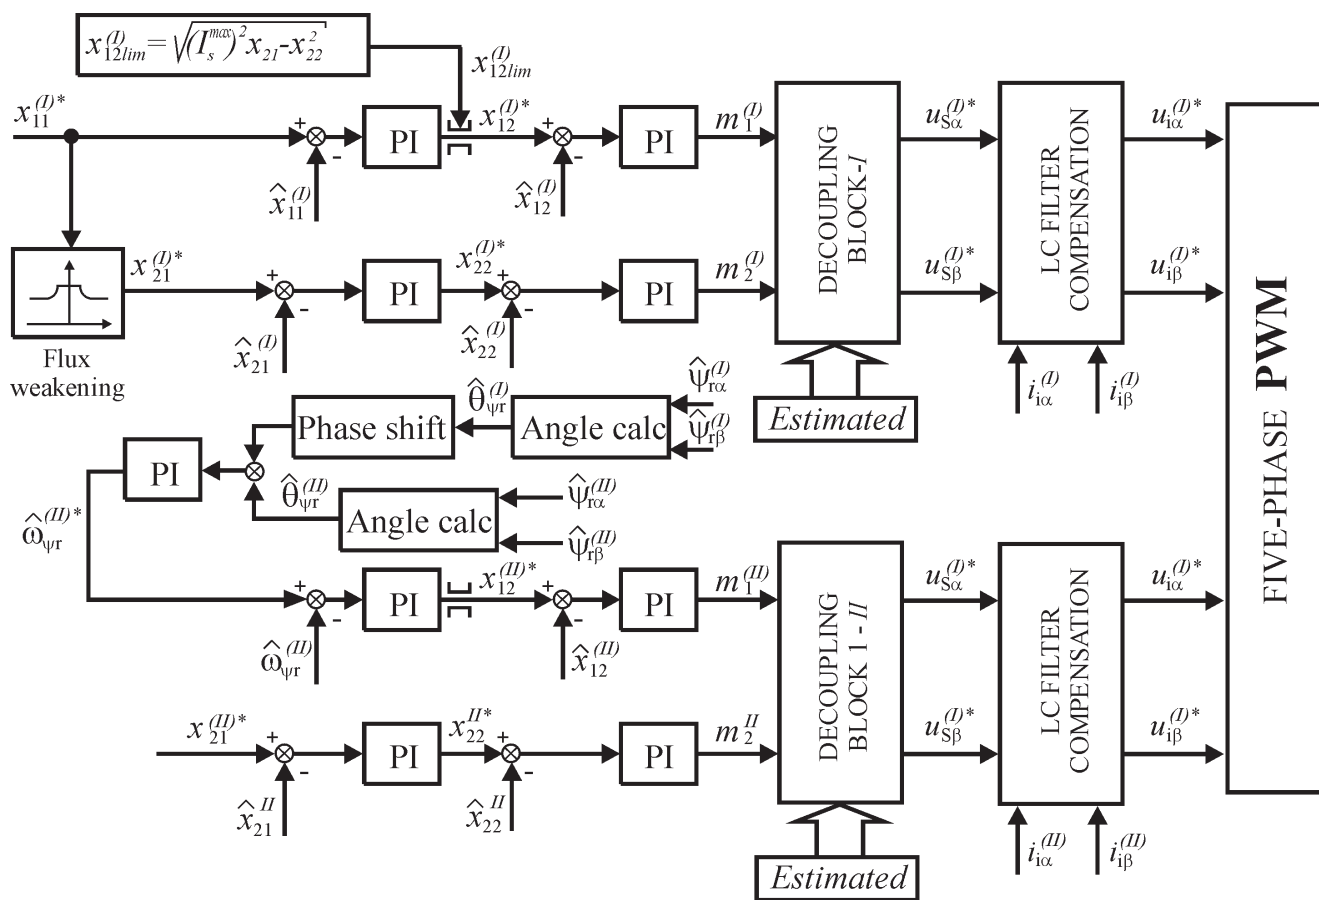 x_{12lim}^{(I)} = √(I_s^{max})^2 x_{21} - x_{22}^2
x_{12lim}^{(I)}
x_{11}^{(I)*}
+
-
PI
x_{12}^{(I)*}
+
-
PI
m_1^{(I)}
u_{Sα}^{(I)*}
u_{iα}^{(I)*}
x̂_{11}^{(I)}
x̂_{12}^{(I)}
DECOUPLING
BLOCK-I
LC FILTER
COMPENSATION
FIVE-PHASE PWM
x_{21}^{(I)*}
+
-
PI
x_{22}^{(I)*}
+
-
PI
m_2^{(I)}
u_{Sβ}^{(I)*}
u_{iβ}^{(I)*}
Flux
weakening
x̂_{21}^{(I)}
x̂_{22}^{(I)}
Estimated
i_{iα}^{(I)}
i_{iβ}^{(I)}
Phase shift
θ̂_{ψr}^{(I)}
Angle calc
ψ̂_{rα}^{(I)}
ψ̂_{rβ}^{(I)}
PI
θ̂_{ψr}^{(II)}
Angle calc
ψ̂_{rα}^{(II)}
ψ̂_{rβ}^{(II)}
ω̂_{ψr}^{(II)*}
+
-
PI
x_{12}^{(II)*}
+
-
PI
m_1^{(II)}
u_{Sα}^{(I)*}
u_{iα}^{(I)*}
ω̂_{ψr}^{(II)}
x̂_{12}^{(II)}
DECOUPLING
BLOCK 1 - II
LC FILTER
COMPENSATION
x_{21}^{(II)*}
+
-
PI
x_{22}^{II*}
+
-
PI
m_2^{II}
u_{Sβ}^{(I)*}
u_{iβ}^{(I)*}
x̂_{21}^{II}
x̂_{22}^{II}
Estimated
i_{iα}^{(II)}
i_{iβ}^{(II)}